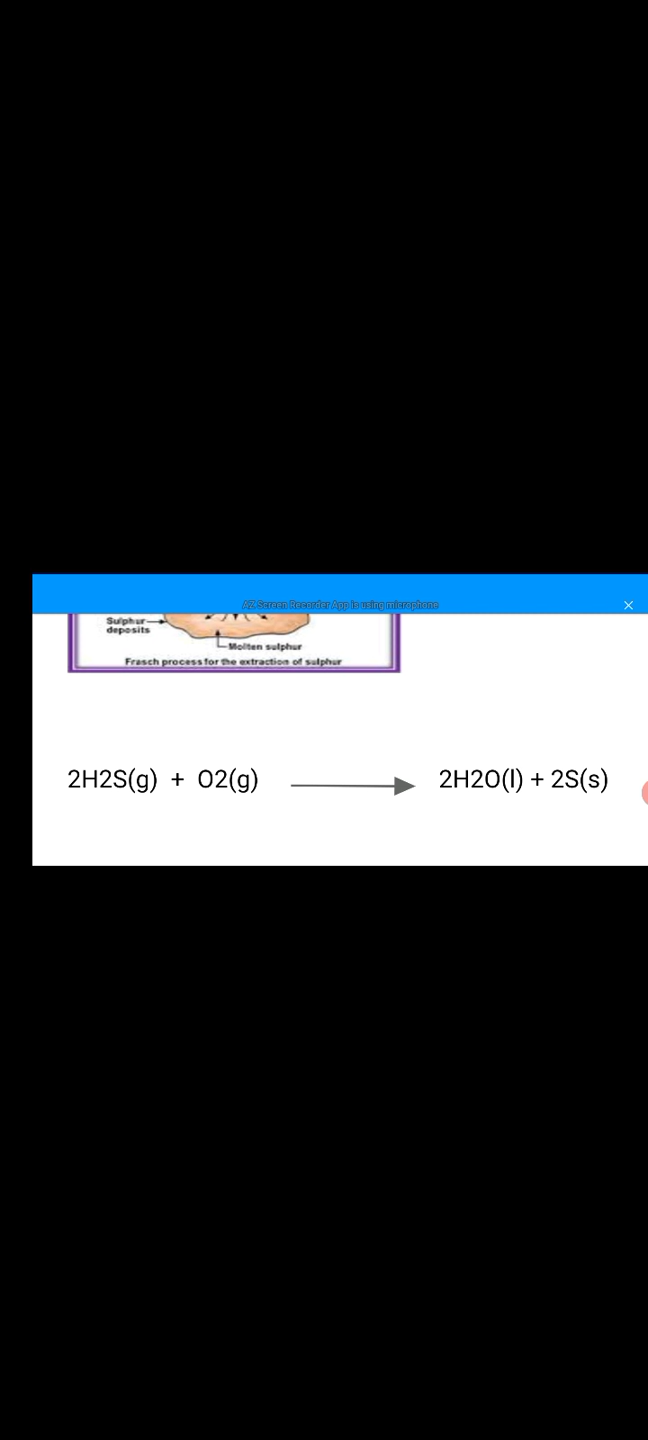 AZ Screen Recorder App is using microphone
Sulphur
deposits
Molten sulphur
Frasch process for the extraction of sulphur
2H2S(g) + O2(g) 2H2O(l) + 2S(s)